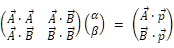 (A⃗·A⃗ A⃗·B⃗)(α) = (A⃗·p⃗)
(A⃗·B⃗ B⃗·B⃗)(β) (B⃗·p⃗)